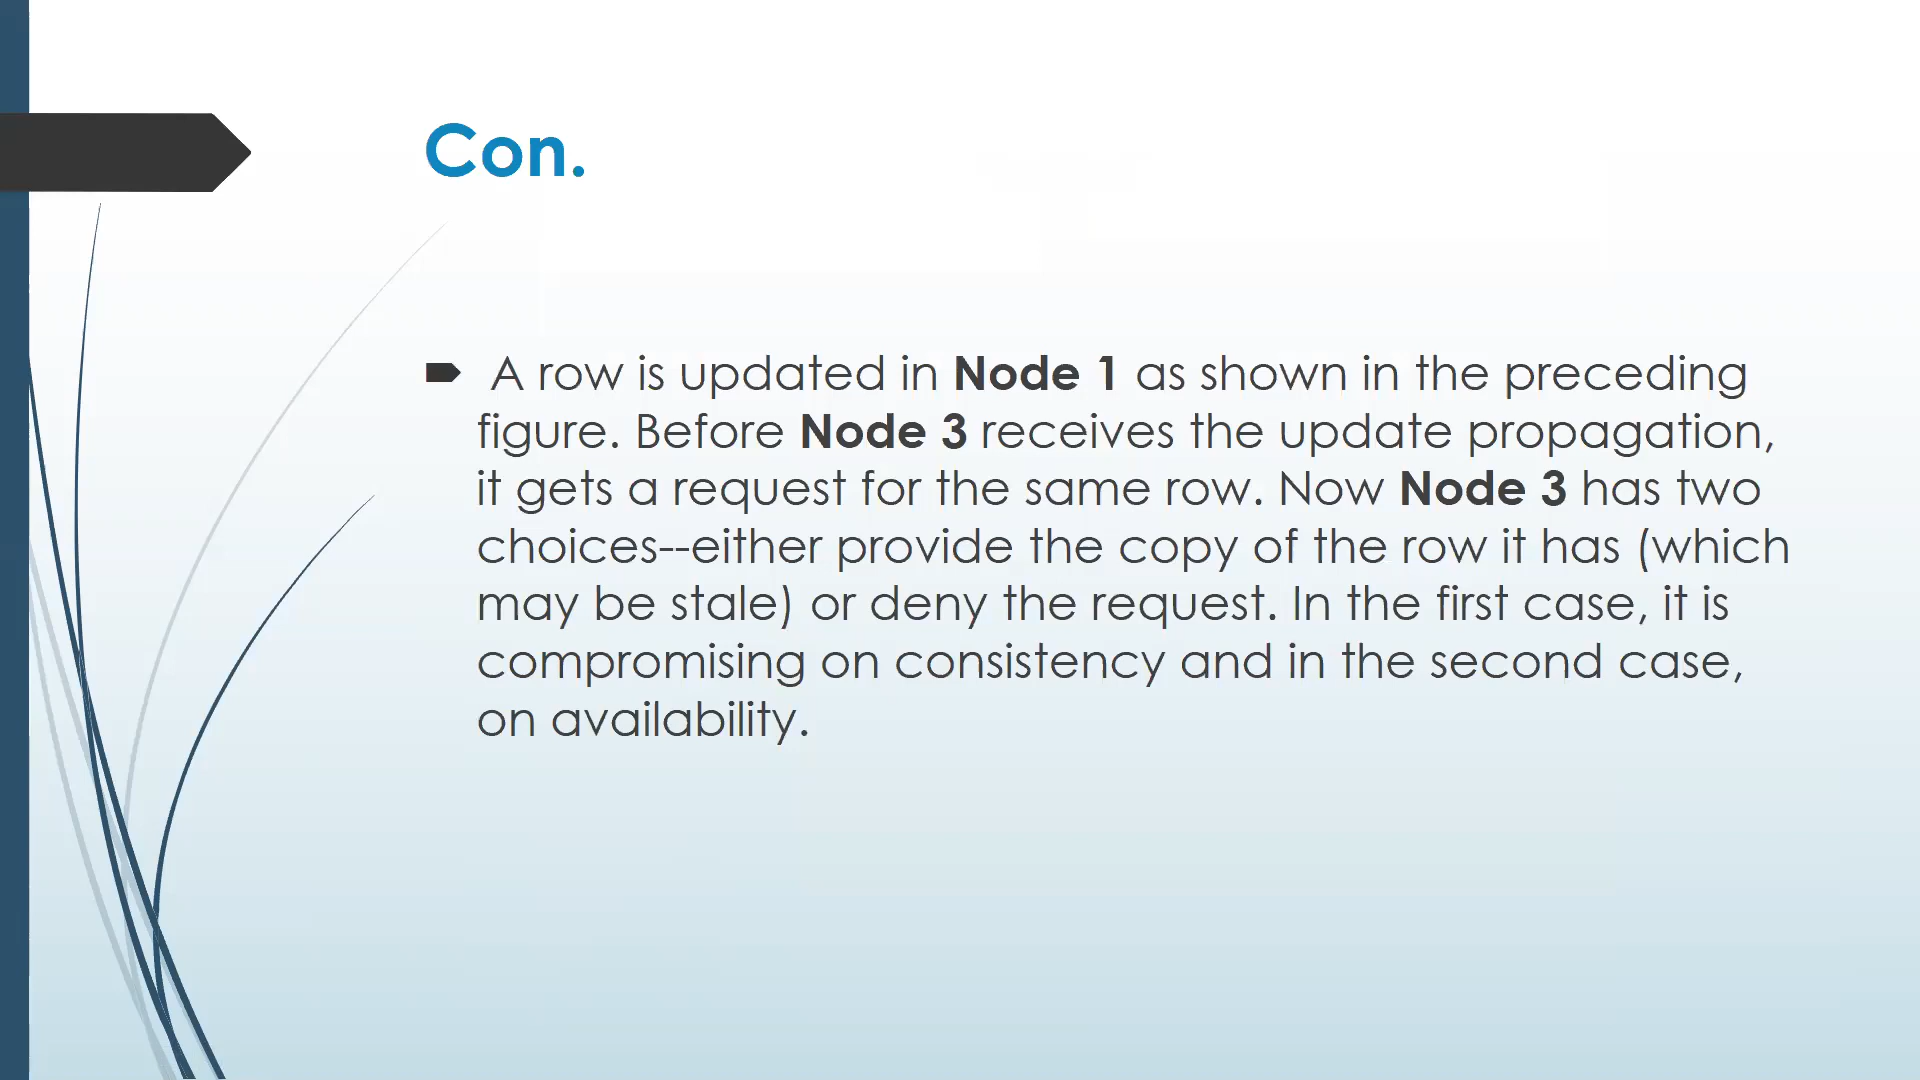 Con.
A row is updated in Node 1 as shown in the preceding
figure. Before Node 3 receives the update propagation,
it gets a request for the same row. Now Node 3 has two
choices--either provide the copy of the row it has (which
may be stale) or deny the request. In the first case, it is
compromising on consistency and in the second case,
on availability.